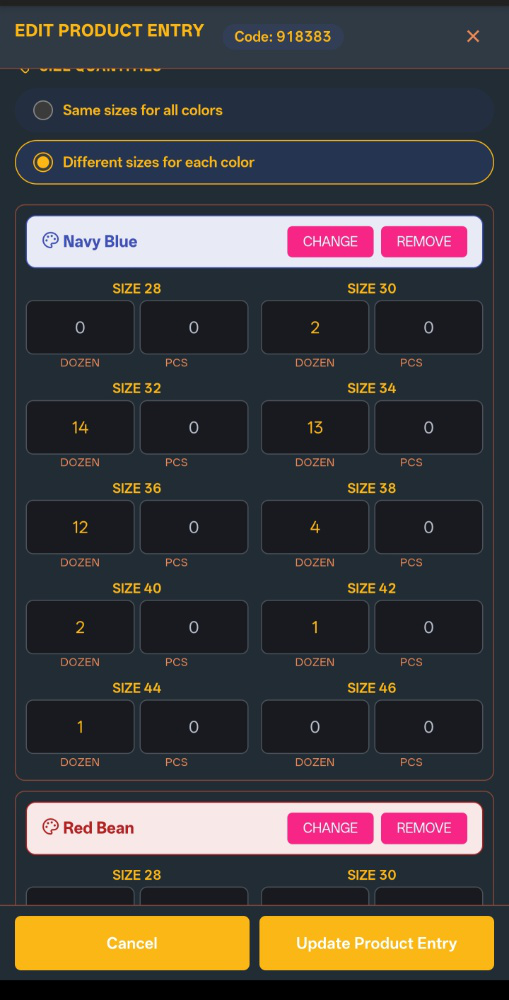 EDIT PRODUCT ENTRY
Code: 918383
SIZE QUANTITIES
Same sizes for all colors
Different sizes for each color
Navy Blue CHANGE REMOVE
SIZE 28 SIZE 30
0 0 2 0
DOZEN PCS DOZEN PCS
SIZE 32 SIZE 34
14 0 13 0
DOZEN PCS DOZEN PCS
SIZE 36 SIZE 38
12 0 4 0
DOZEN PCS DOZEN PCS
SIZE 40 SIZE 42
2 0 1 0
DOZEN PCS DOZEN PCS
SIZE 44 SIZE 46
1 0 0 0
DOZEN PCS DOZEN PCS
Red Bean CHANGE REMOVE
SIZE 28 SIZE 30
Cancel Update Product Entry